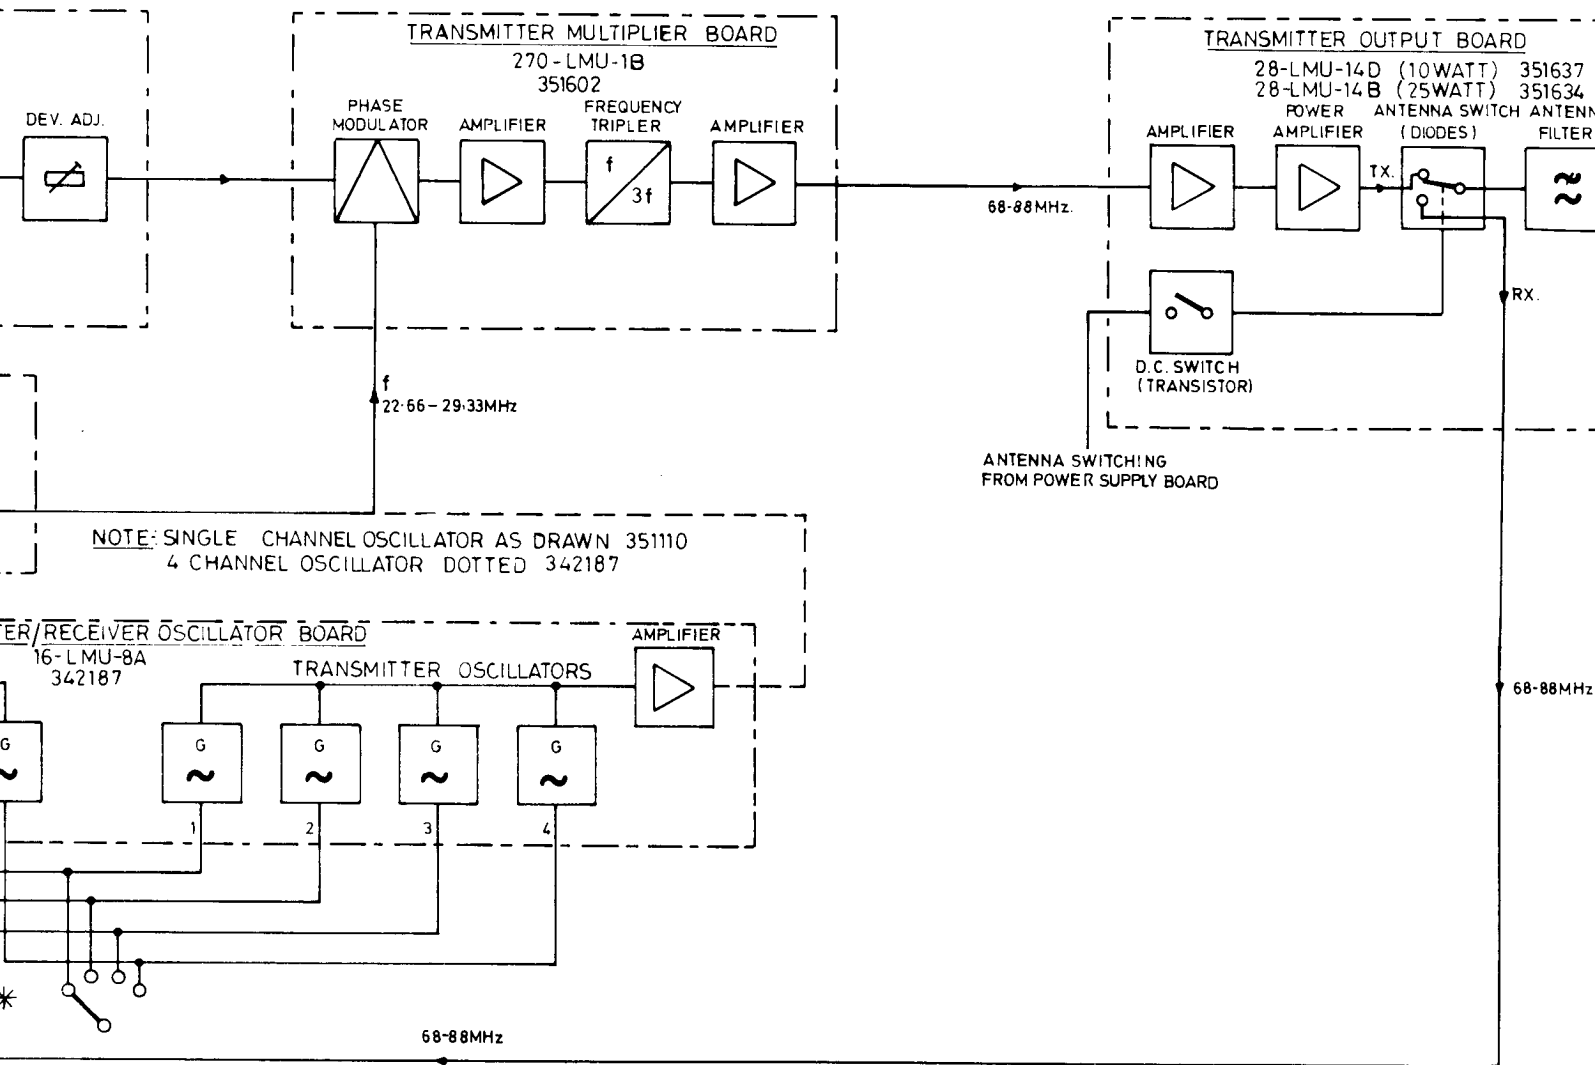 DEV. ADJ.
TRANSMITTER MULTIPLIER BOARD
270-LMU-1B
351602
PHASE
MODULATOR
AMPLIFIER
FREQUENCY
TRIPLER
AMPLIFIER
f
3f
68-88MHz.
TRANSMITTER OUTPUT BOARD
28-LMU-14D (10WATT) 351637
28-LMU-14B (25WATT) 351634
AMPLIFIER
POWER
AMPLIFIER
ANTENNA SWITCH
(DIODES)
ANTENN
FILTER
TX.
RX.
D.C. SWITCH
(TRANSISTOR)
ANTENNA SWITCHING
FROM POWER SUPPLY BOARD
f
22·66-29·33MHz
NOTE: SINGLE CHANNEL OSCILLATOR AS DRAWN 351110
4 CHANNEL OSCILLATOR DOTTED 342187
TER/RECEIVER OSCILLATOR BOARD
16-LMU-8A
342187
TRANSMITTER OSCILLATORS
AMPLIFIER
G
G
G
G
G
1
2
3
4
68-88MHz
68-88MHz